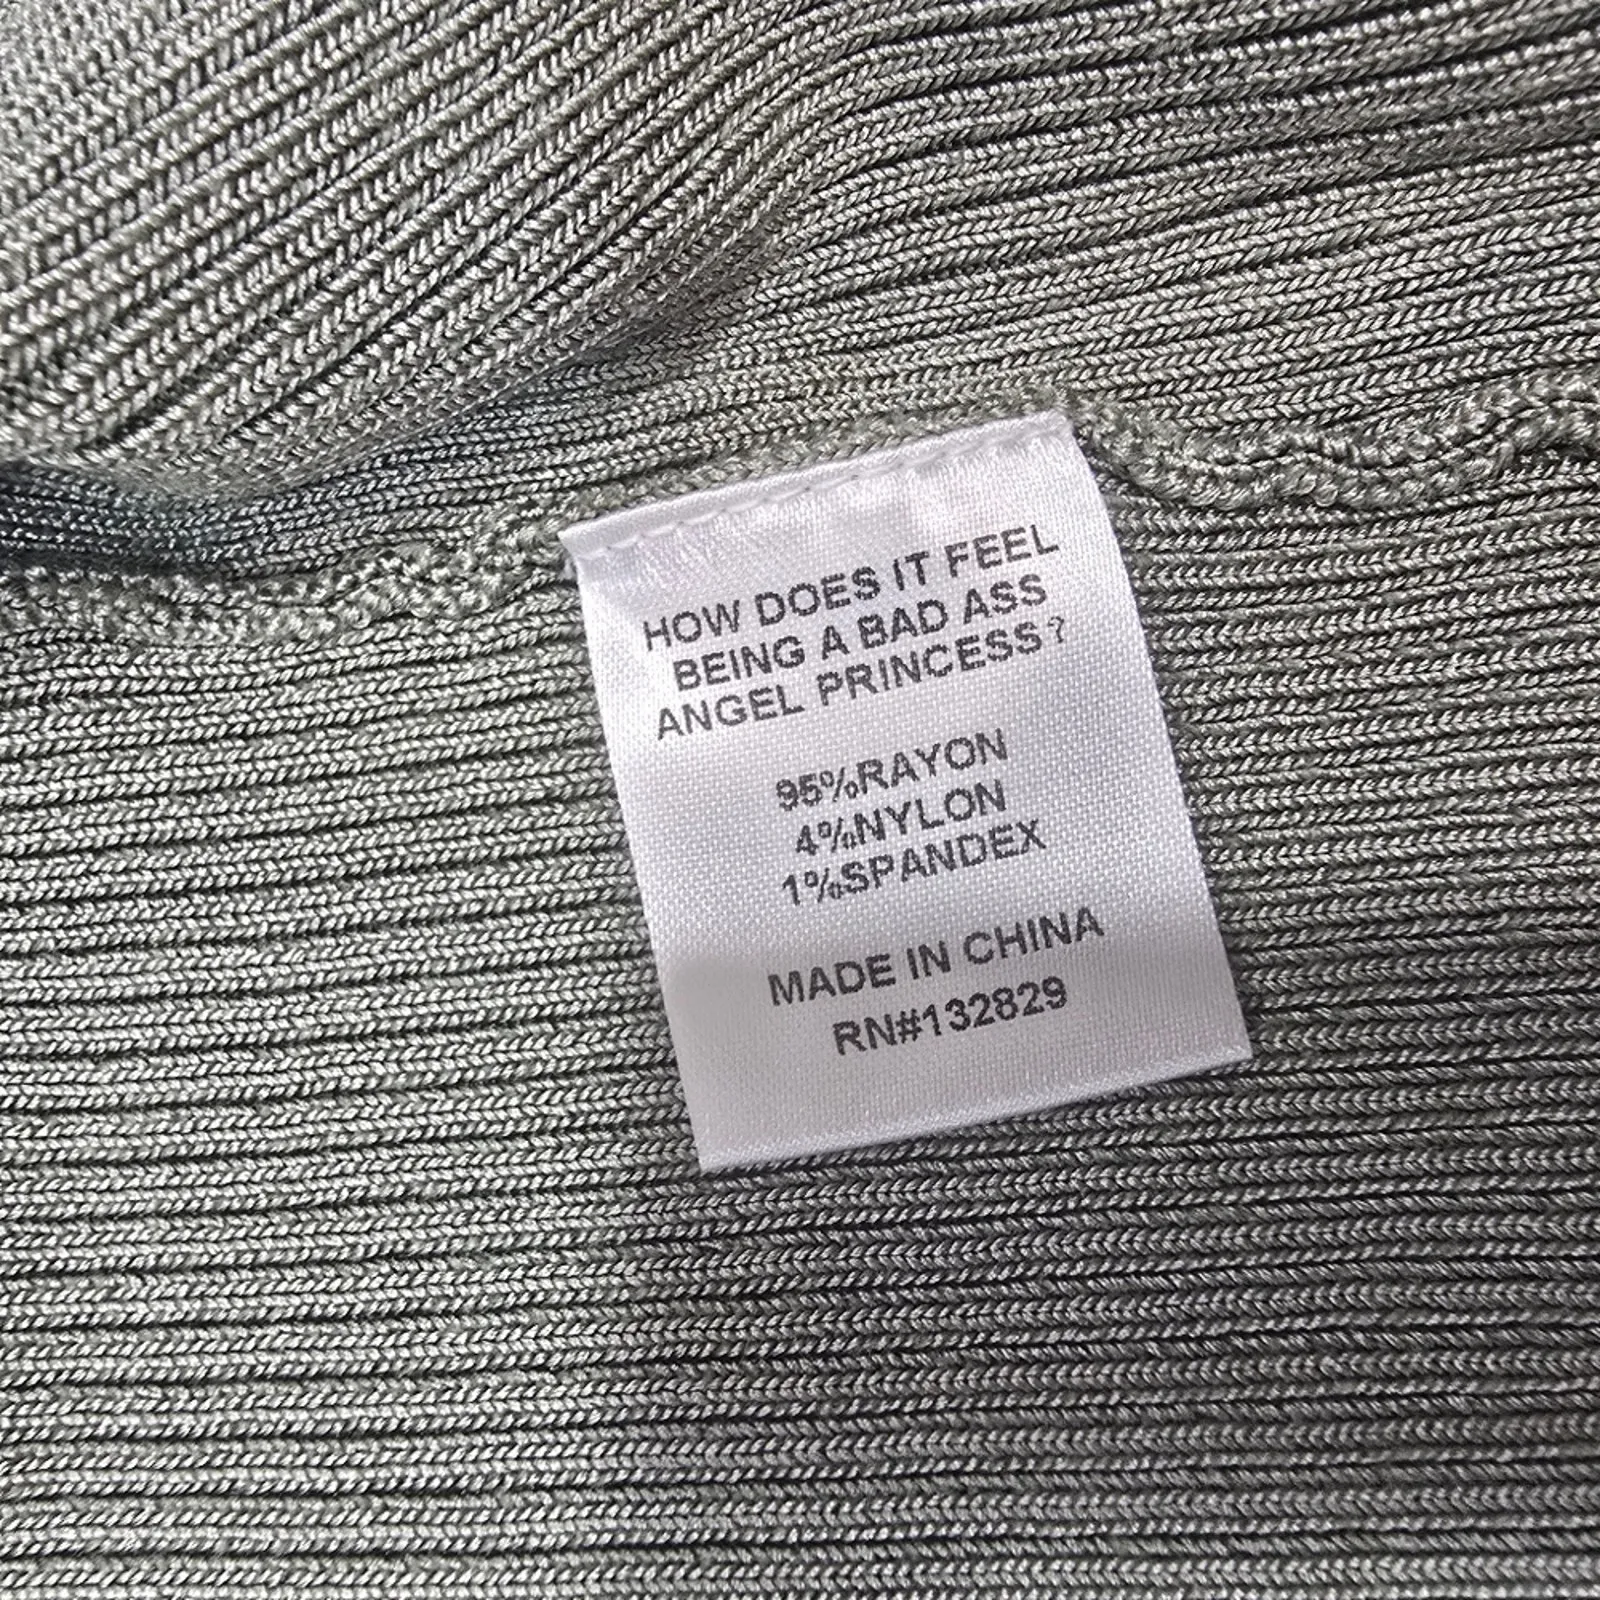 HOW DOES IT FEEL
BEING A BAD ASS
ANGEL PRINCESS?
95%RAYON
4%NYLON
1%SPANDEX
MADE IN CHINA
RN#132829